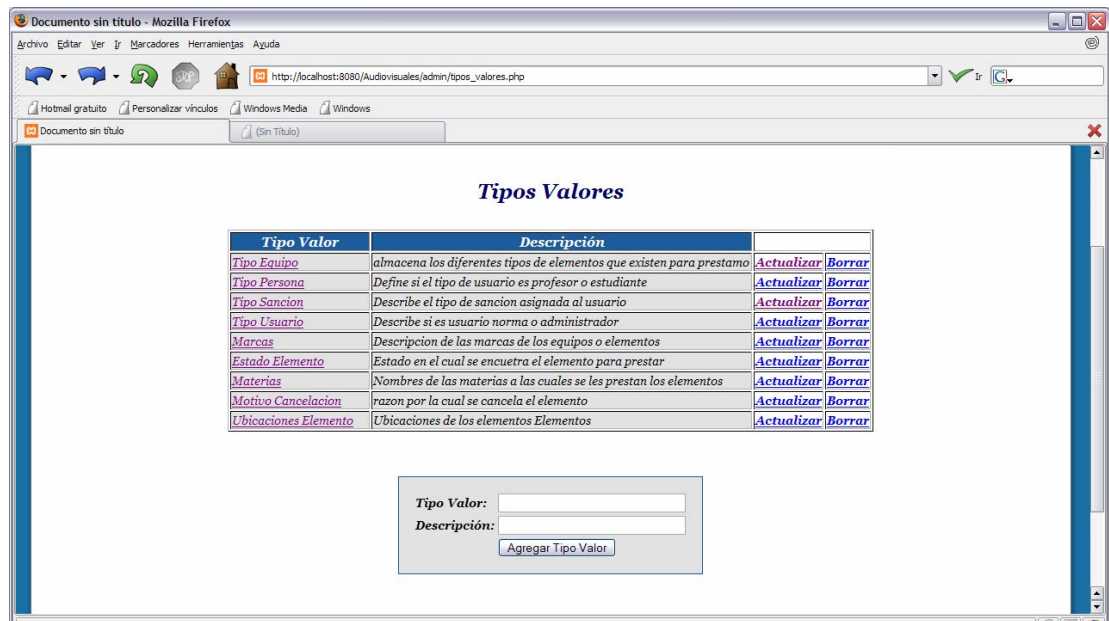 Documento sin título - Mozilla Firefox
Archivo Editar Ver Ir Marcadores Herramientas Ayuda
STOP http://localhost:8080/Audiovisuales/admin/tipos_valores.php Ir G
Hotmail gratuito Personalizar vínculos Windows Media Windows
Documento sin título (Sin Título)
Tipos Valores
Tipo Valor Descripción
Tipo Equipo almacena los diferentes tipos de elementos que existen para prestamo Actualizar Borrar
Tipo Persona Define si el tipo de usuario es profesor o estudiante Actualizar Borrar
Tipo Sancion Describe el tipo de sancion asignada al usuario Actualizar Borrar
Tipo Usuario Describe si es usuario norma o administrador Actualizar Borrar
Marcas Descripcion de las marcas de los equipos o elementos Actualizar Borrar
Estado Elemento Estado en el cual se encuetra el elemento para prestar Actualizar Borrar
Materias Nombres de las materias a las cuales se les prestan los elementos Actualizar Borrar
Motivo Cancelacion razon por la cual se cancela el elemento Actualizar Borrar
Ubicaciones Elemento Ubicaciones de los elementos Elementos Actualizar Borrar
Tipo Valor:
Descripción:
Agregar Tipo Valor